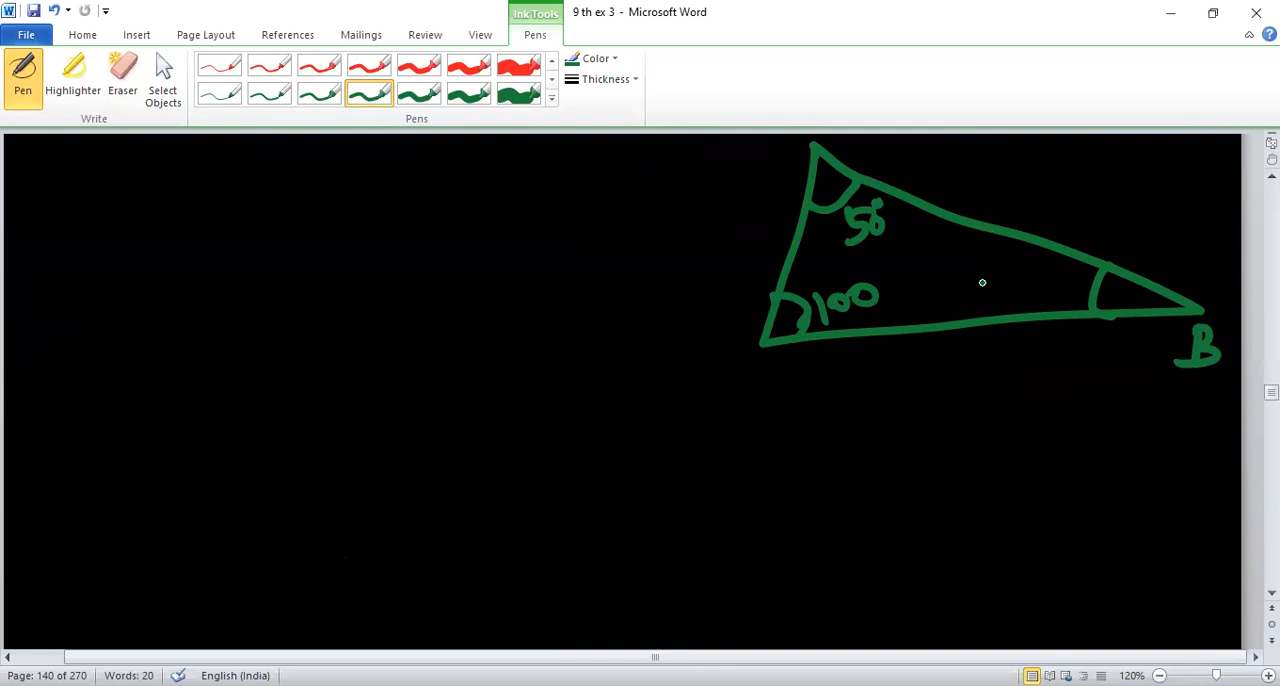 Ink Tools
9 th ex 3 - Microsoft Word
File Home Insert Page Layout References Mailings Review View Pens
Pen
Highlighter
Eraser
Select Objects
Color
Thickness
Write
Pens
50°
100
B
Page: 140 of 270
Words: 20
English (India)
120%